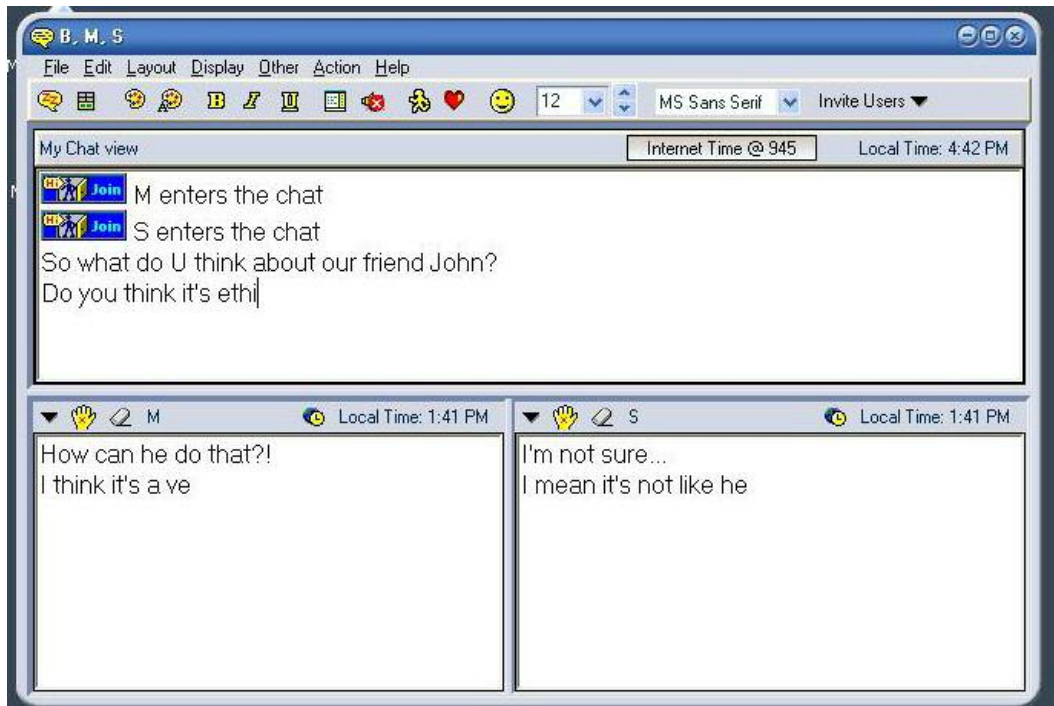 B, M, S
File Edit Layout Display Other Action Help
B I U 12 MS Sans Serif Invite Users
My Chat view Internet Time @ 945 Local Time: 4:42 PM
Hi Join M enters the chat
Hi Join S enters the chat
So what do U think about our friend John?
Do you think it's ethi
M Local Time: 1:41 PM
How can he do that?!
I think it's a ve
S Local Time: 1:41 PM
I'm not sure...
I mean it's not like he